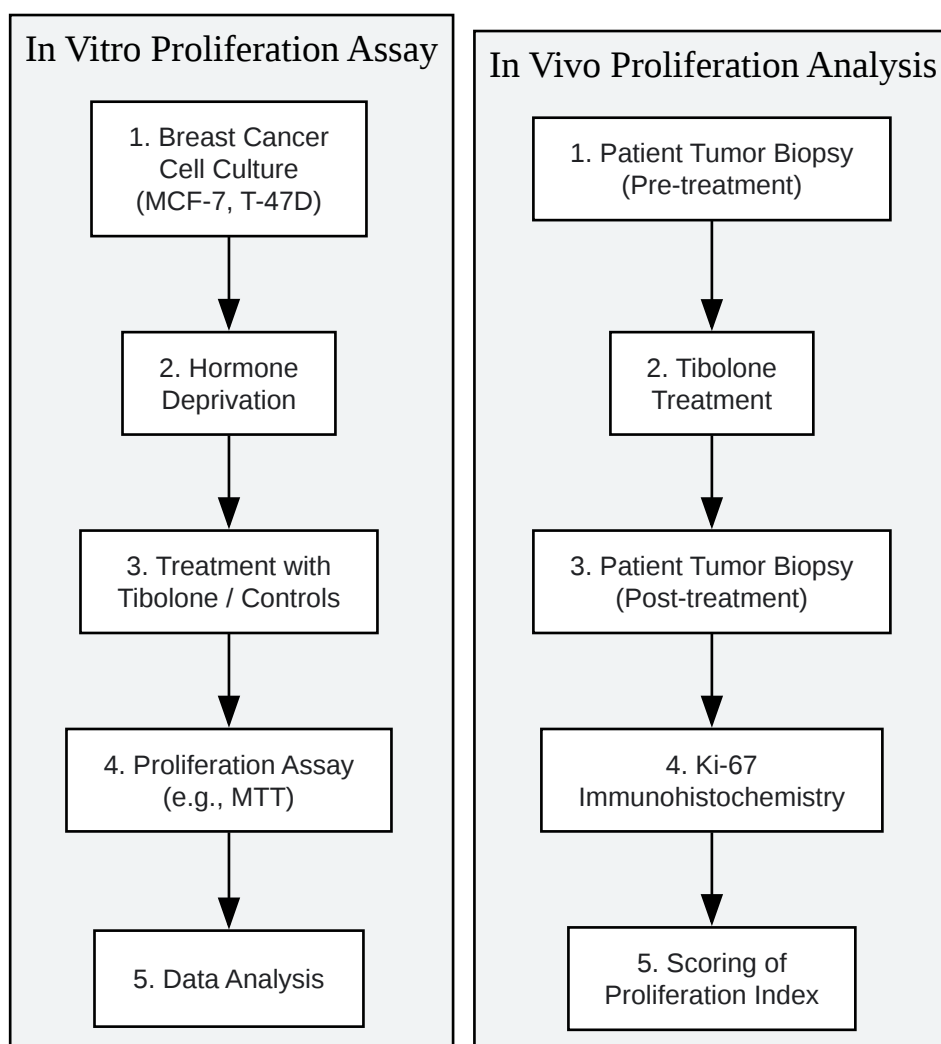 In Vitro Proliferation Assay
1. Breast Cancer
Cell Culture
(MCF-7, T-47D)
2. Hormone
Deprivation
3. Treatment with
Tibolone / Controls
4. Proliferation Assay
(e.g., MTT)
5. Data Analysis
In Vivo Proliferation Analysis
1. Patient Tumor Biopsy
(Pre-treatment)
2. Tibolone
Treatment
3. Patient Tumor Biopsy
(Post-treatment)
4. Ki-67
Immunohistochemistry
5. Scoring of
Proliferation Index